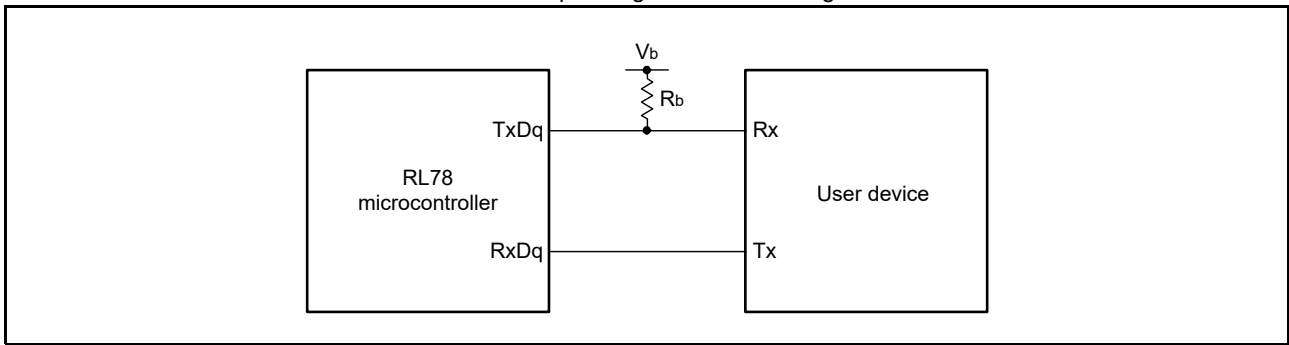 Vb
Rb
TxDq
Rx
RL78
microcontroller
User device
RxDq
Tx